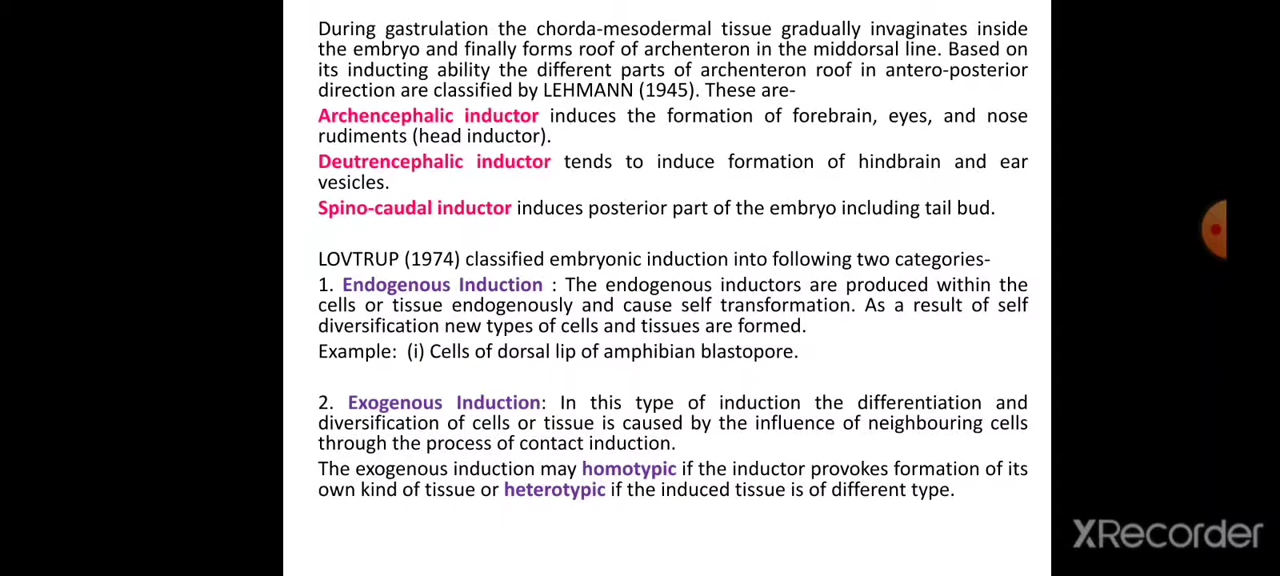 During gastrulation the chorda-mesodermal tissue gradually invaginates inside
the embryo and finally forms roof of archenteron in the middorsal line. Based on
its inducting ability the different parts of archenteron roof in antero-posterior
direction are classified by LEHMANN (1945). These are-
Archencephalic inductor induces the formation of forebrain, eyes, and nose
rudiments (head inductor).
Deutrencephalic inductor tends to induce formation of hindbrain and ear
vesicles.
Spino-caudal inductor induces posterior part of the embryo including tail bud.
LOVTRUP (1974) classified embryonic induction into following two categories-
1. Endogenous Induction : The endogenous inductors are produced within the
cells or tissue endogenously and cause self transformation. As a result of self
diversification new types of cells and tissues are formed.
Example: (i) Cells of dorsal lip of amphibian blastopore.
2. Exogenous Induction: In this type of induction the differentiation and
diversification of cells or tissue is caused by the influence of neighbouring cells
through the process of contact induction.
The exogenous induction may homotypic if the inductor provokes formation of its
own kind of tissue or heterotypic if the induced tissue is of different type.
XRecorder